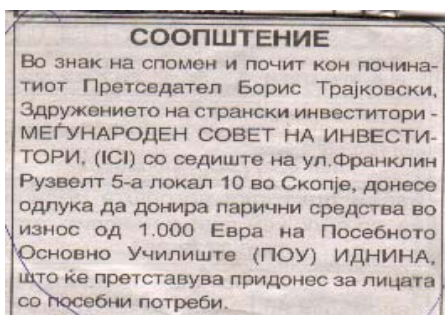 СООПШТЕНИЕ
Во знак на спомен и почит кон почина-
тиот Претседател Борис Трајковски,
Здружението на странски инвеститори -
МЕЃУНАРОДЕН СОВЕТ НА ИНВЕСТИ-
ТОРИ, (ICI) со седиште на ул.Франклин
Рузвелт 5-а локал 10 во Скопје, донесе
одлука да донира парични средства во
износ од 1.000 Евра на Посебното
Основно Училиште (ПОУ) ИДНИНА,
што ќе претставува придонес за лицата
со посебни потреби.